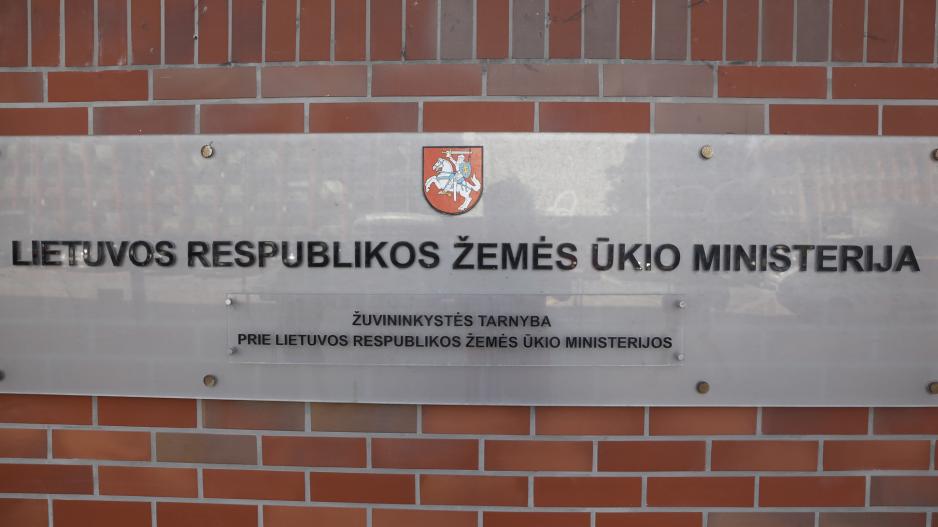 LIETUVOS RESPUBLIKOS ŽEMĖS ŪKIO MINISTERIJA
ŽUVININKYSTĖS TARNYBA
PRIE LIETUVOS RESPUBLIKOS ŽEMĖS ŪKIO MINISTERIJOS